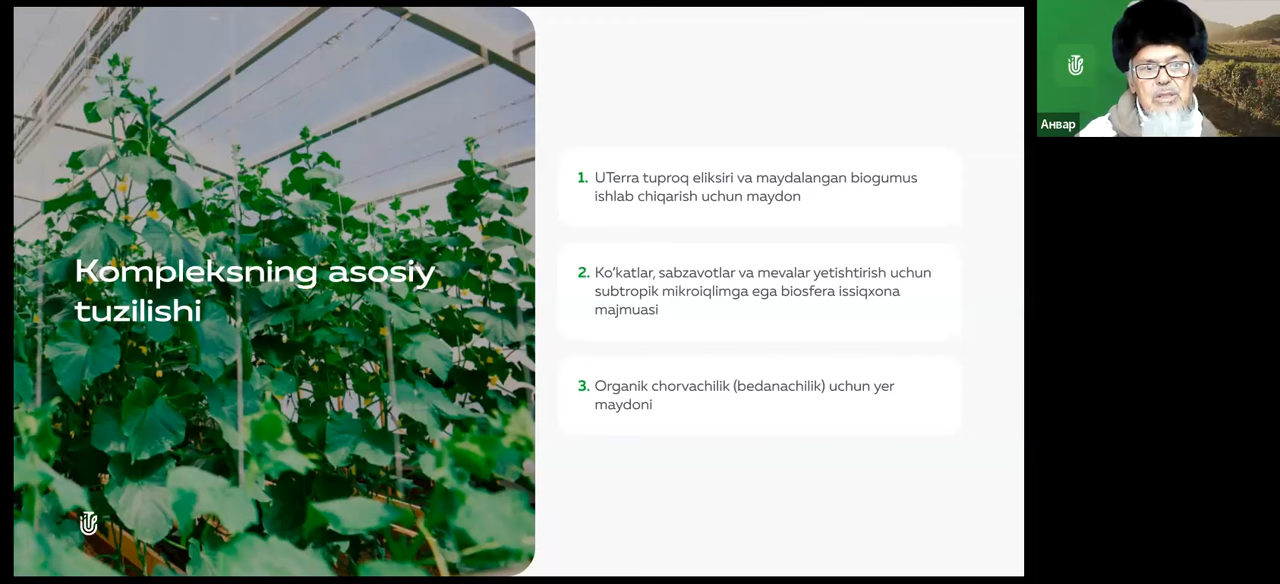 Kompleksning asosiy
tuzilishi
1. UTerra tuproq eliksiri va maydalangan biogumus
ishlab chiqarish uchun maydon
2. Ko‘katlar, sabzavotlar va mevalar yetishtirish uchun
subtropik mikroiqlimga ega biosfera issiqxona
majmuasi
3. Organik chorvachilik (bedanachilik) uchun yer
maydoni
Анвар